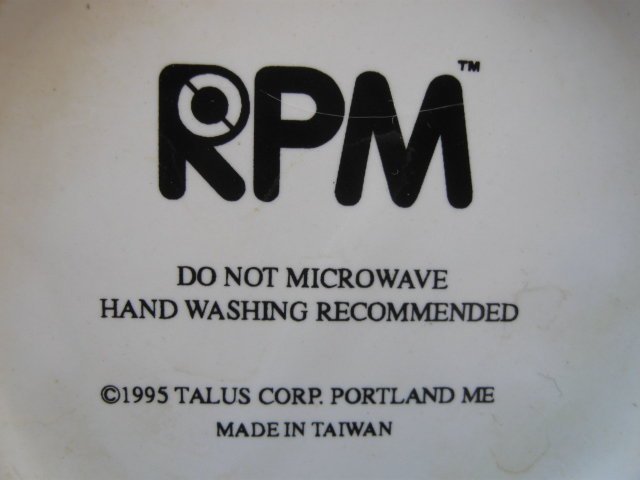 RPM™
DO NOT MICROWAVE
HAND WASHING RECOMMENDED
©1995 TALUS CORP. PORTLAND ME
MADE IN TAIWAN